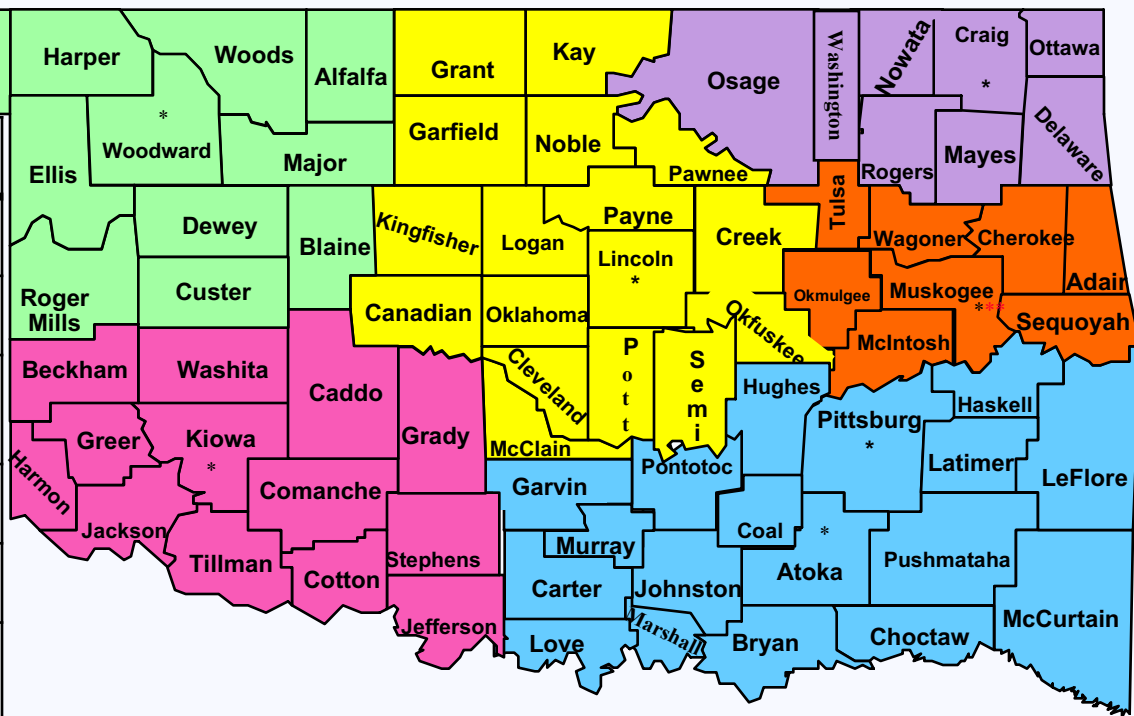 Harper
Woods
Alfalfa
Grant
Kay
Osage
Washington
Nowata
Craig
*
Ottawa
*
Woodward
Major
Garfield
Noble
Pawnee
Rogers
Mayes
Delaware
Ellis
Dewey
Blaine
Kingfisher
Logan
Payne
Creek
Tulsa
Wagoner
Cherokee
Adair
Lincoln
*
Roger
Mills
Custer
Canadian
Oklahoma
Okfuskee
Okmulgee
Muskogee
***
Sequoyah
McIntosh
Beckham
Washita
Caddo
Grady
Cleveland
McClain
Pott
Semi
Hughes
Pittsburg
*
Haskell
Harmon
Greer
Kiowa
*
Comanche
Garvin
Pontotoc
Latimer
LeFlore
Jackson
Tillman
Cotton
Stephens
Murray
Coal
*
Atoka
Pushmataha
Carter
Johnston
McCurtain
Jefferson
Love
Marshall
Bryan
Choctaw